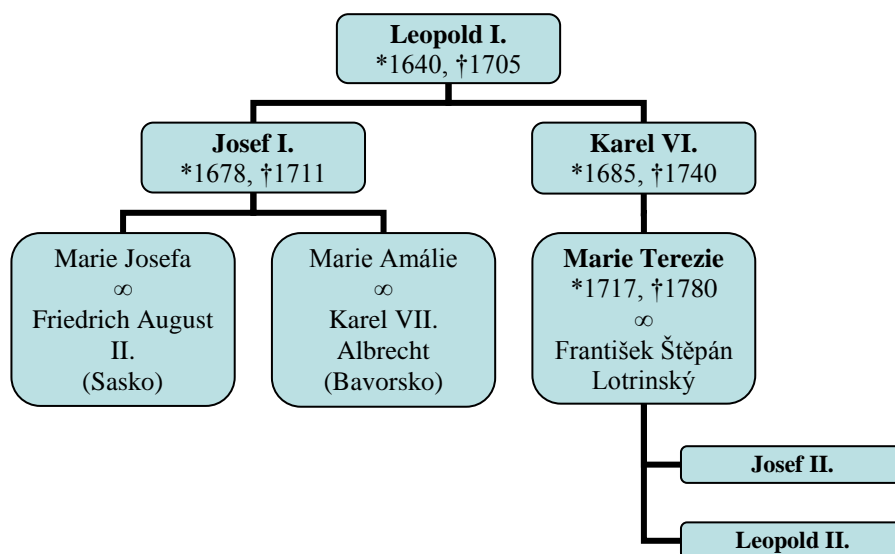 Leopold I.
*1640, †1705
Josef I.
*1678, †1711
Karel VI.
*1685, †1740
Marie Josefa
∞
Friedrich August
II.
(Sasko)
Marie Amálie
∞
Karel VII.
Albrecht
(Bavorsko)
Marie Terezie
*1717, †1780
∞
František Štěpán
Lotrinský
Josef II.
Leopold II.